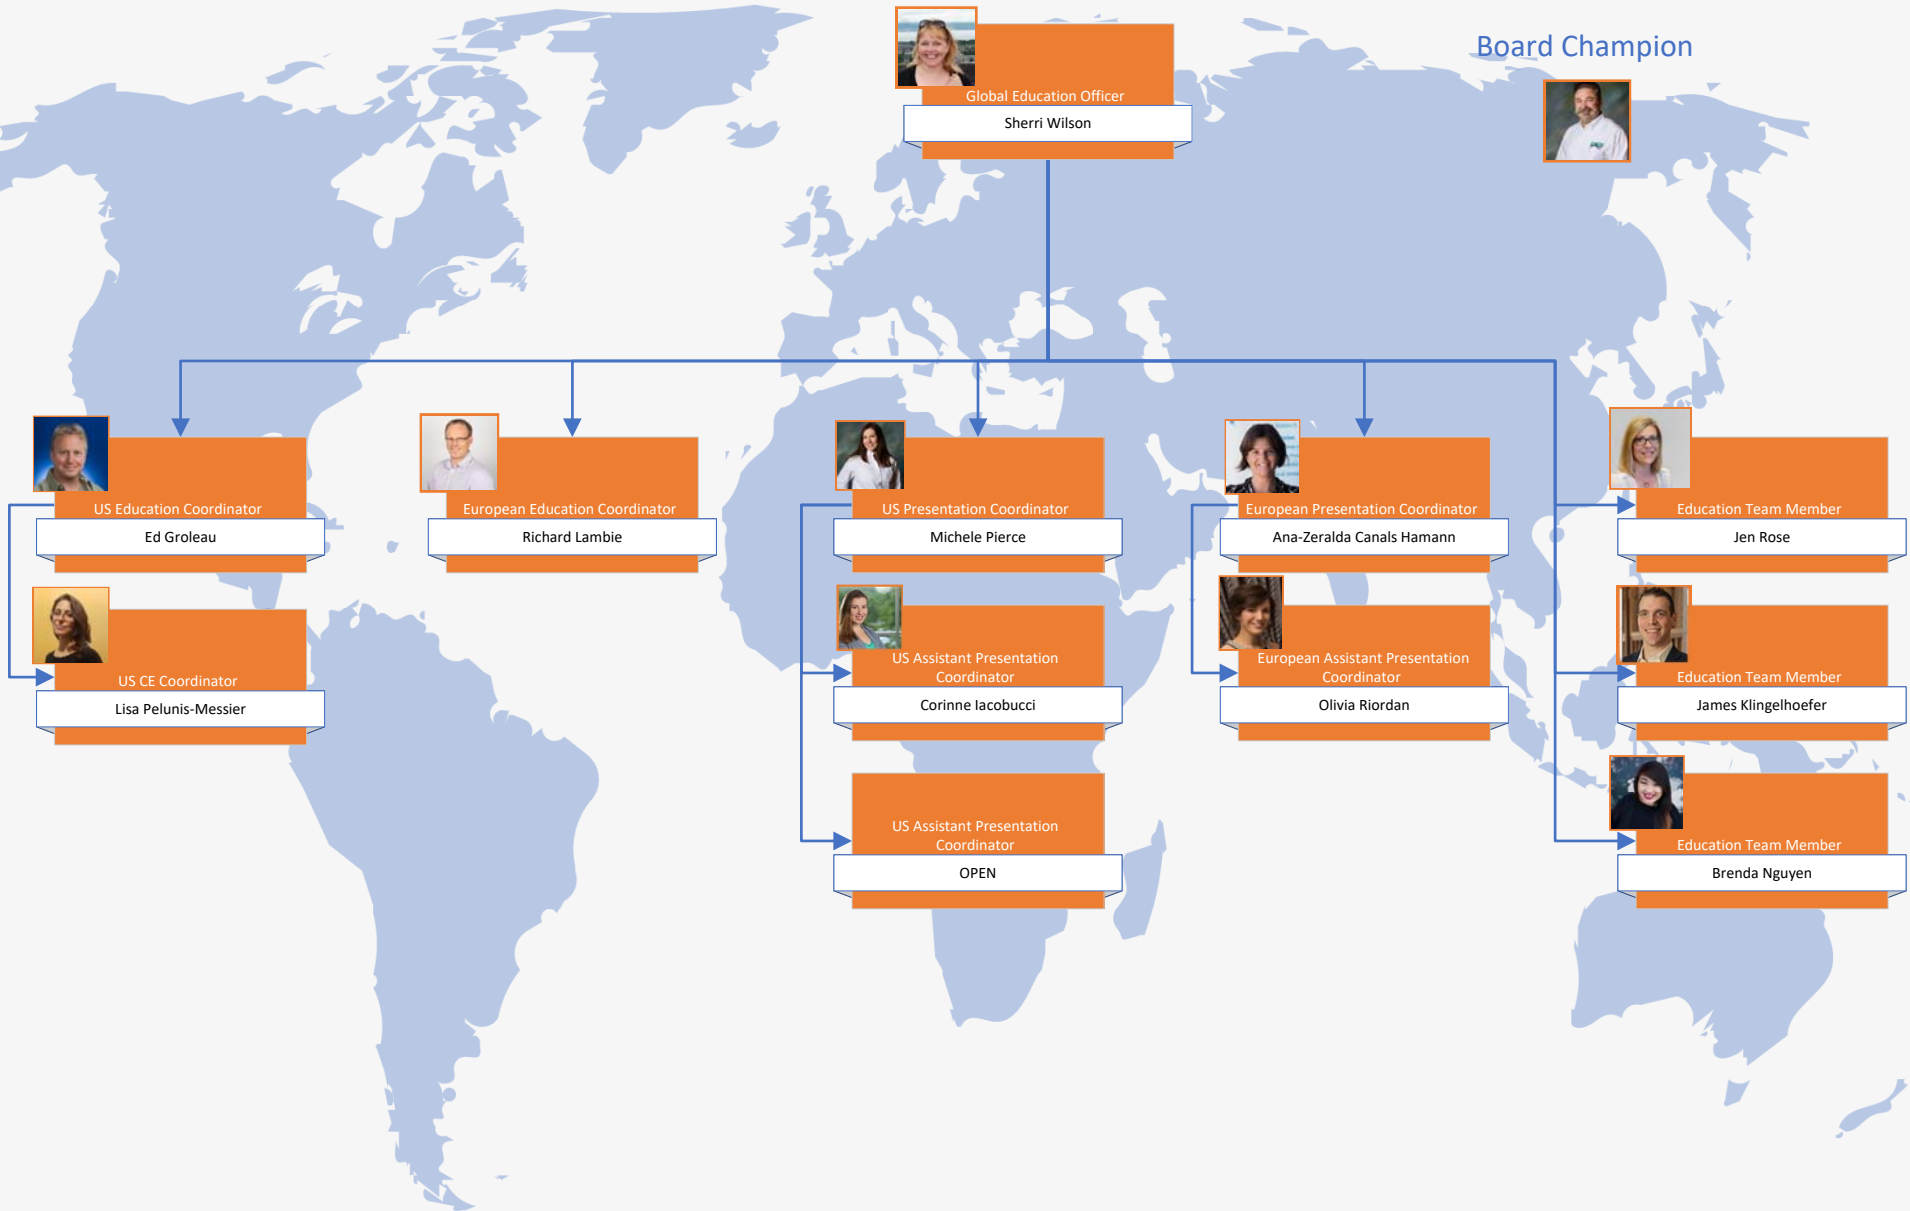 Board Champion
Global Education Officer
Sherri Wilson
US Education Coordinator
Ed Groleau
European Education Coordinator
Richard Lambie
US Presentation Coordinator
Michele Pierce
European Presentation Coordinator
Ana-Zeralda Canals Hamann
Education Team Member
Jen Rose
US CE Coordinator
Lisa Pelunis-Messier
US Assistant Presentation
Coordinator
Corinne Iacobucci
European Assistant Presentation
Coordinator
Olivia Riordan
Education Team Member
James Klingelhoefer
US Assistant Presentation
Coordinator
OPEN
Education Team Member
Brenda Nguyen